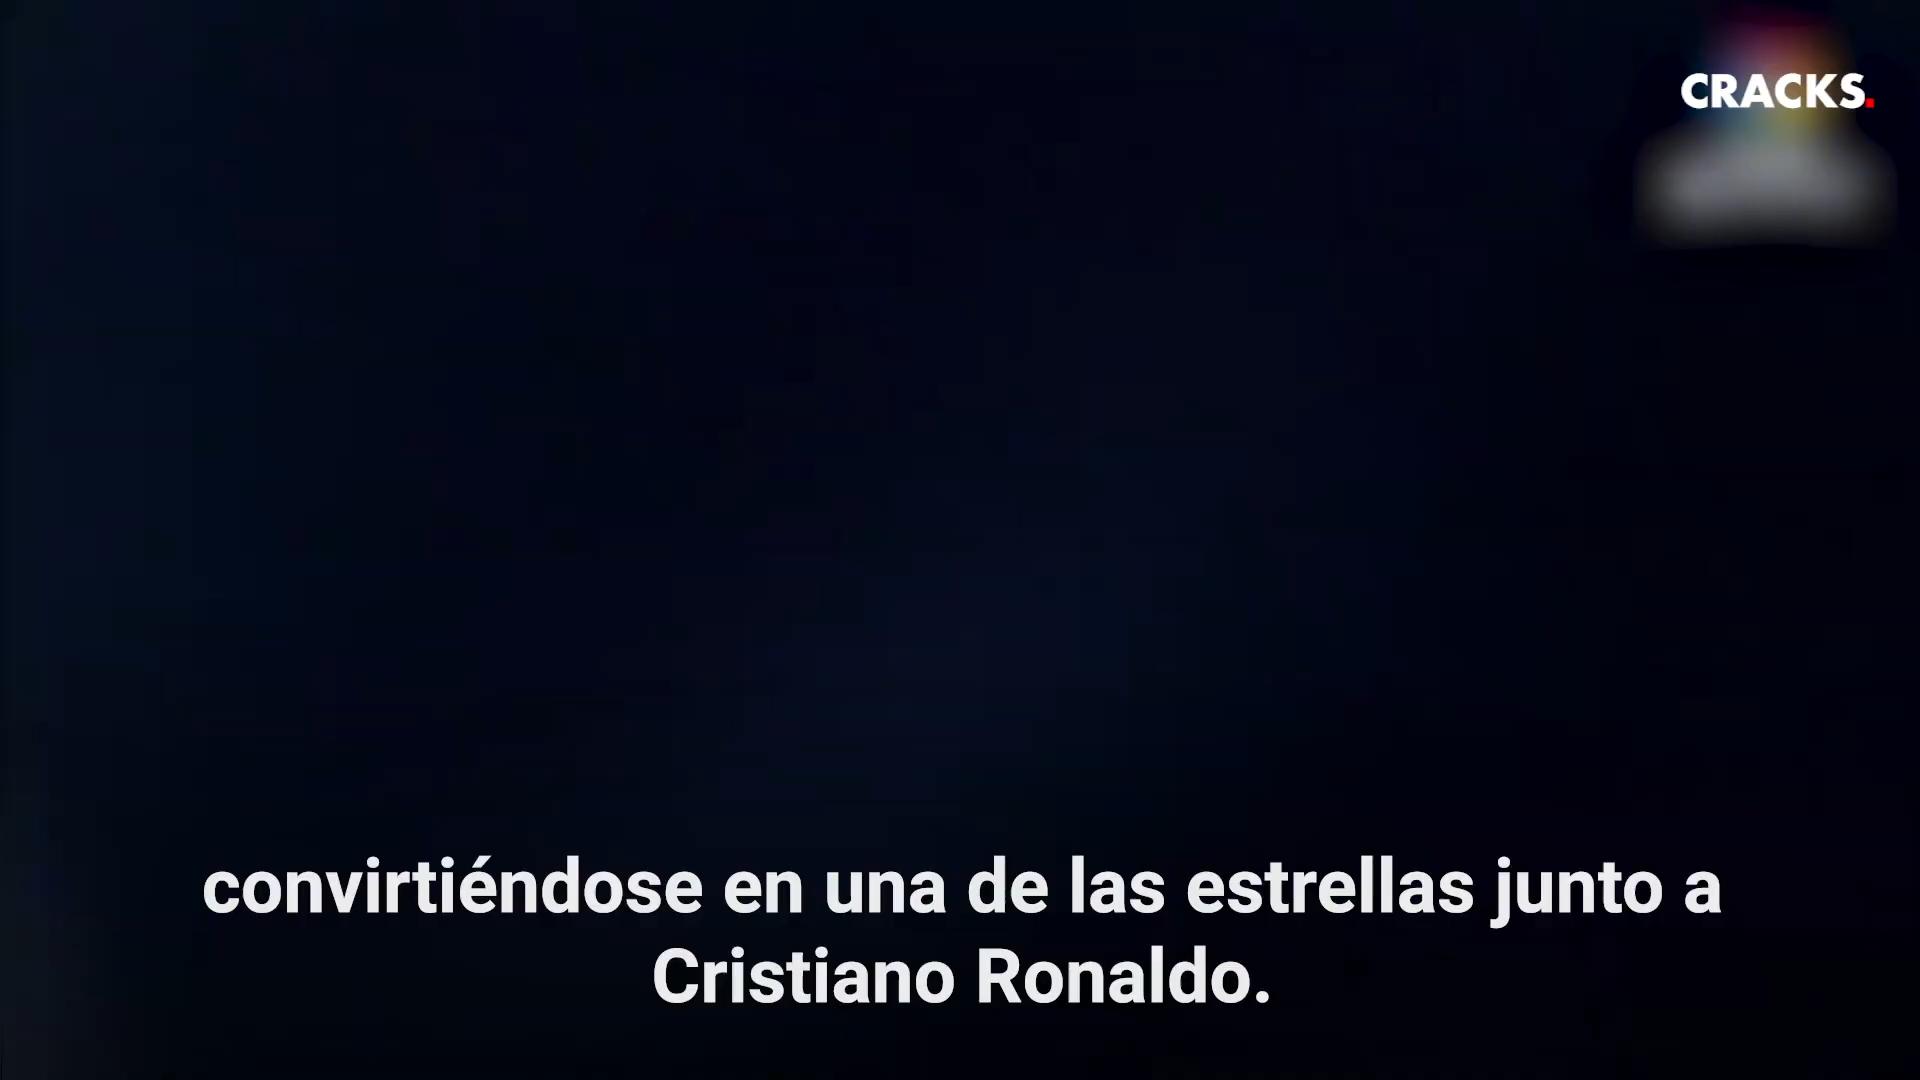 CRACKS.
convirtiéndose en una de las estrellas junto a
Cristiano Ronaldo.